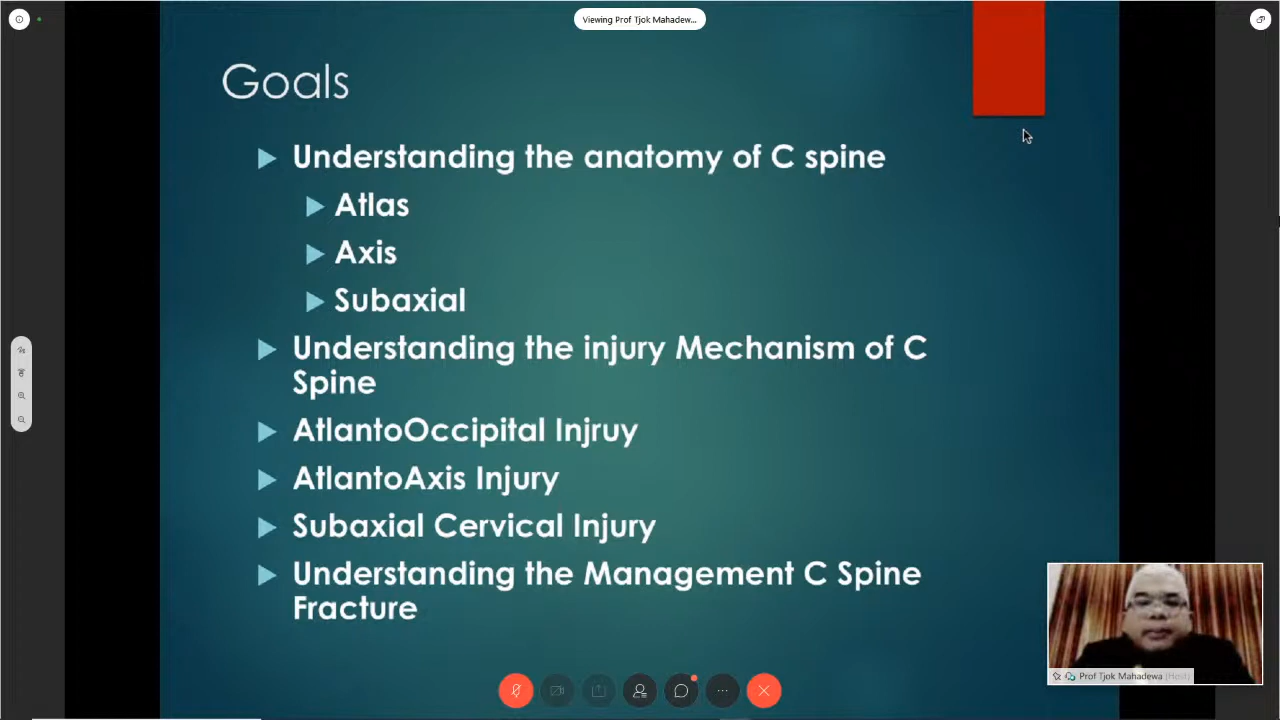 Viewing Prof Tjok Mahadew...
Goals
Understanding the anatomy of C spine
Atlas
Axis
Subaxial
Understanding the injury Mechanism of C
Spine
AtlantoOccipital Injruy
AtlantoAxis Injury
Subaxial Cervical Injury
Understanding the Management C Spine
Fracture
Prof Tjok Mahadewa (Host)